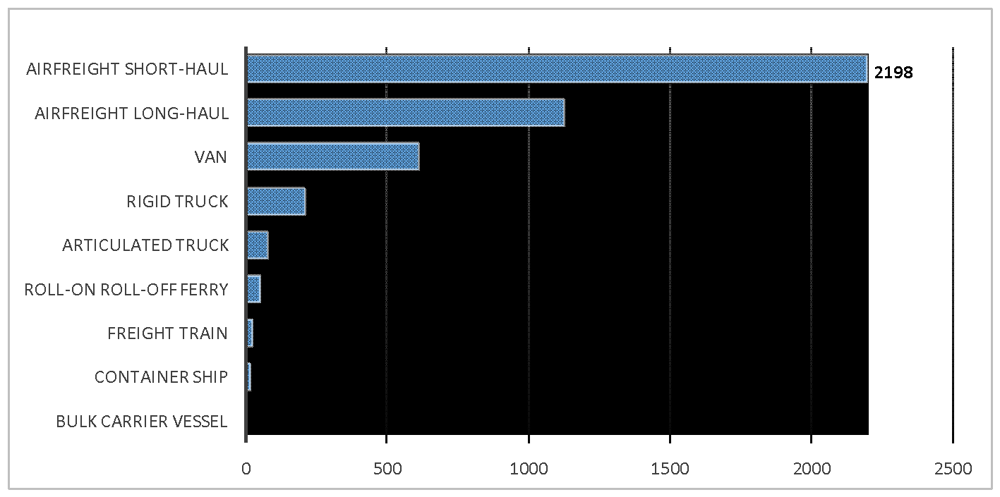 AIRFREIGHT SHORT-HAUL
2198
AIRFREIGHT LONG-HAUL
VAN
RIGID TRUCK
ARTICULATED TRUCK
ROLL-ON ROLL-OFF FERRY
FREIGHT TRAIN
CONTAINER SHIP
BULK CARRIER VESSEL
0 500 1000 1500 2000 2500